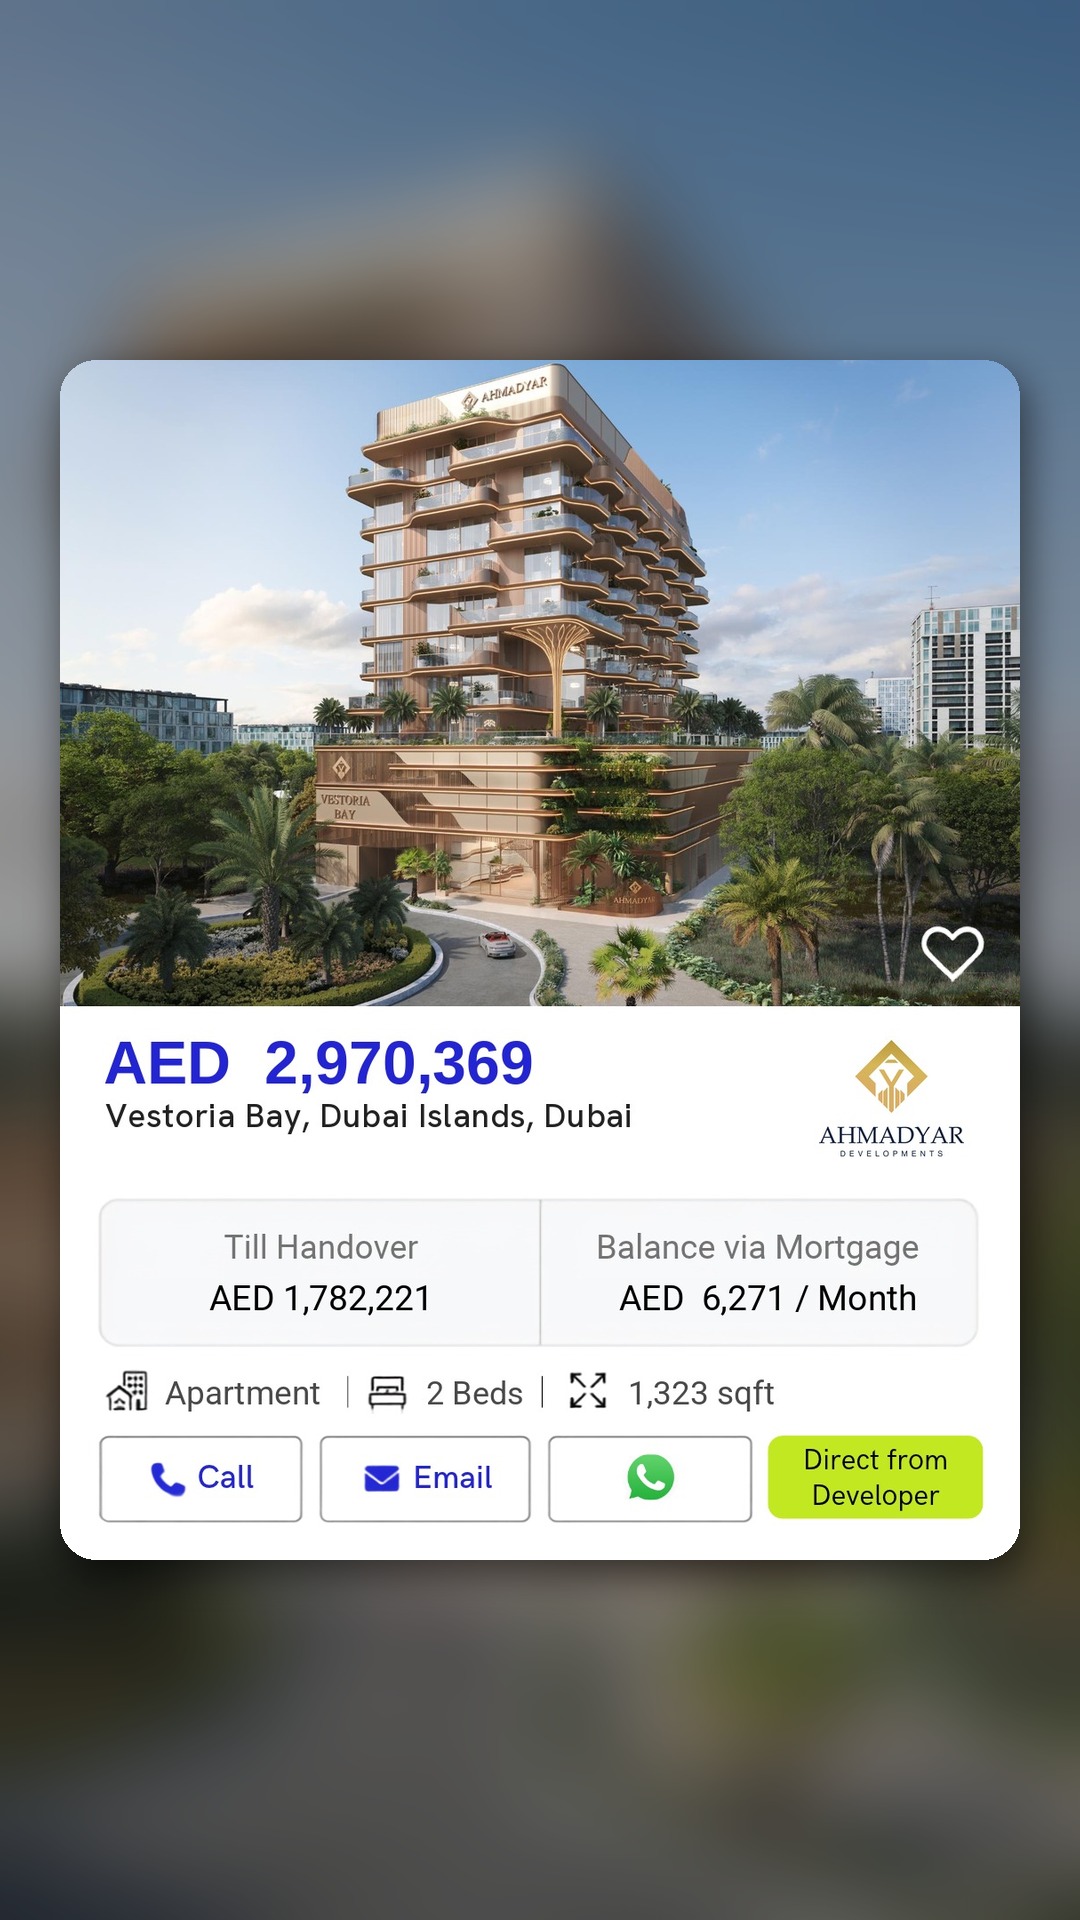 AHMADYAR
VESTORIA
BAY
AHMADYAR
AED 2,970,369
Vestoria Bay, Dubai Islands, Dubai
AHMADYAR
DEVELOPMENTS
Till Handover
AED 1,782,221
Balance via Mortgage
AED 6,271 / Month
Apartment
2 Beds
1,323 sqft
Call
Email
Direct from
Developer